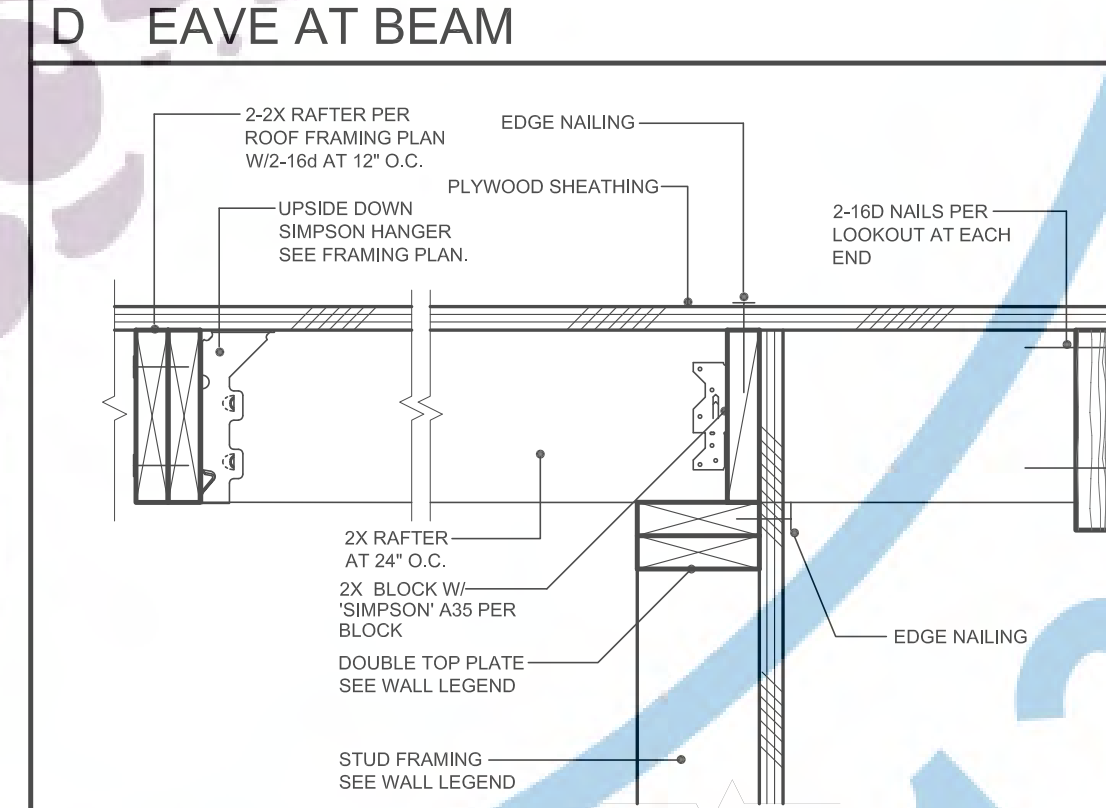 D EAVE AT BEAM
2-2X RAFTER PER
ROOF FRAMING PLAN
W/2-16d AT 12" O.C.
EDGE NAILING
PLYWOOD SHEATHING
UPSIDE DOWN
SIMPSON HANGER
SEE FRAMING PLAN.
2-16D NAILS PER
LOOKOUT AT EACH
END
2X RAFTER
AT 24" O.C.
2X BLOCK W/
'SIMPSON' A35 PER
BLOCK
DOUBLE TOP PLATE
SEE WALL LEGEND
EDGE NAILING
STUD FRAMING
SEE WALL LEGEND